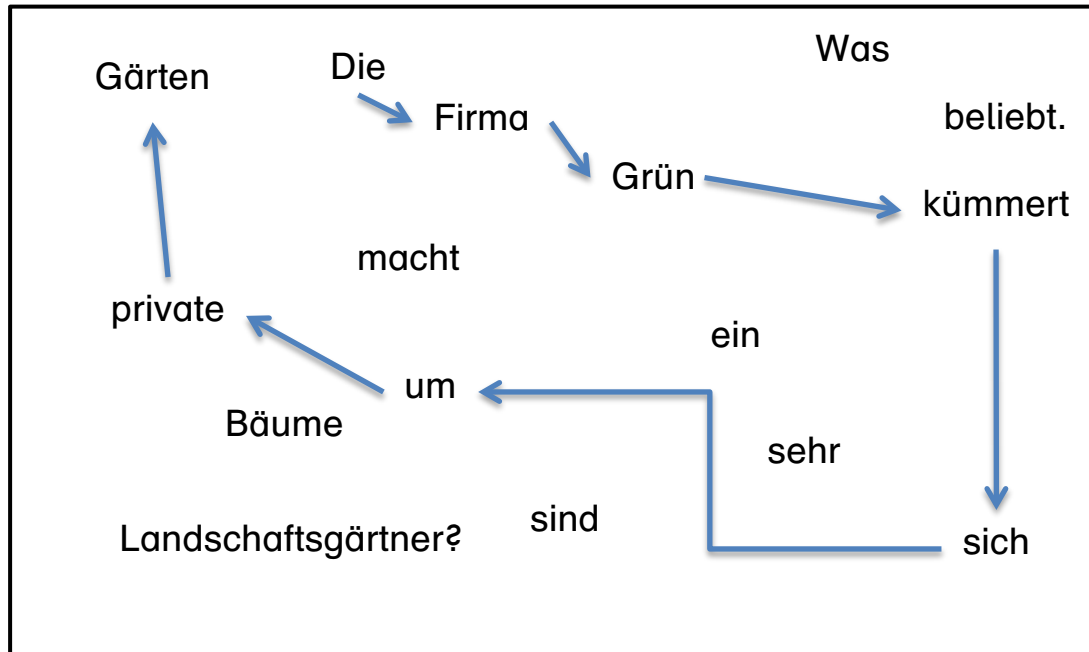 Was
Die
Gärten
Firma
beliebt.
Grün
kümmert
macht
private
ein
um
Bäume
sehr
sind
Landschaftsgärtner?
sich